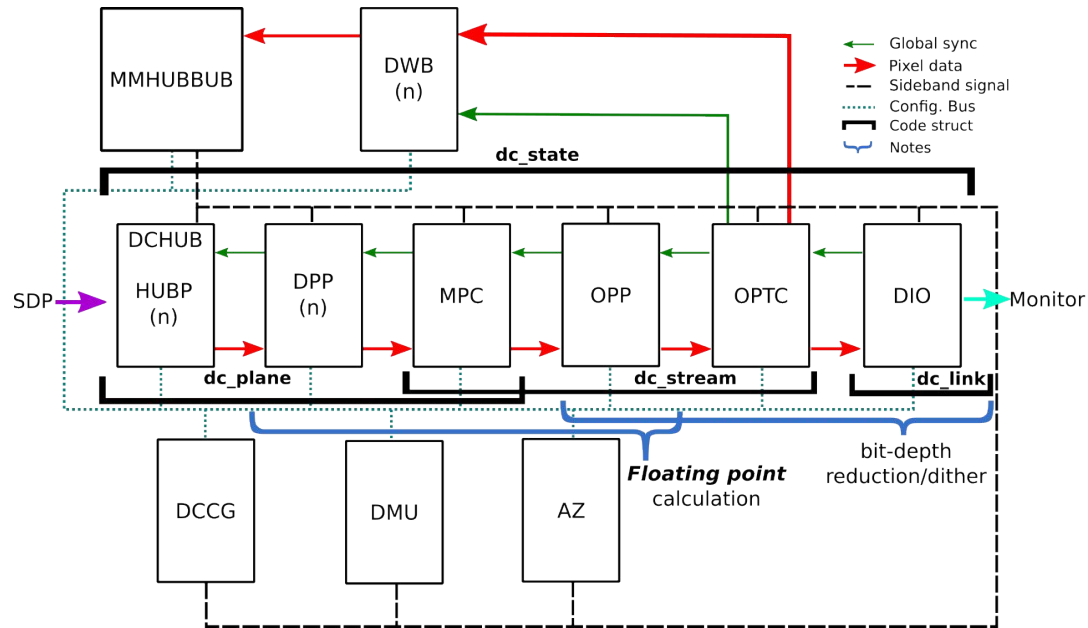 MMHUBBUB
DWB
(n)
Global sync
Pixel data
Sideband signal
Config. Bus
Code struct
Notes
dc_state
SDP
DCHUB
HUBP
(n)
DPP
(n)
MPC
OPP
OPTC
DIO
Monitor
dc_plane
dc_stream
dc_link
Floating point
calculation
bit-depth
reduction/dither
DCCG
DMU
AZ